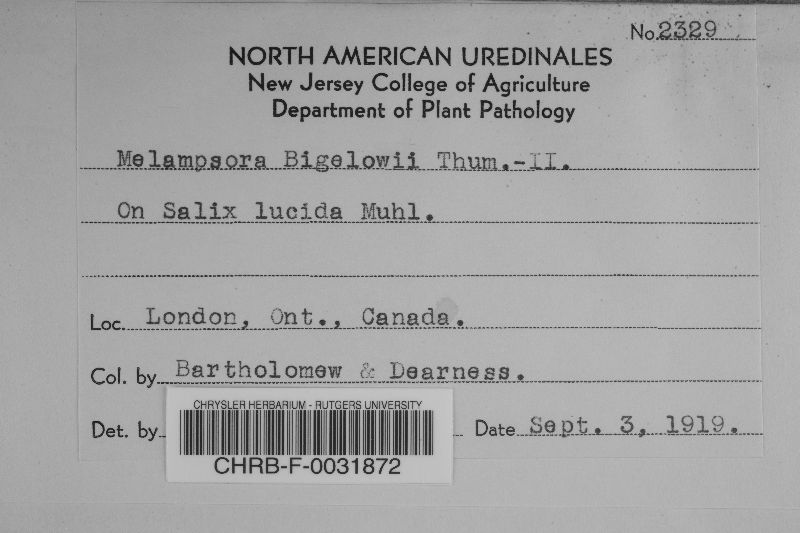 No. 2329
NORTH AMERICAN UREDINALES
New Jersey College of Agriculture
Department of Plant Pathology
Melampsora Bigelowii Thum.-II.
On Salix lucida Muhl.
Loc. London, Ont., Canada.
Col. by Bartholomew & Dearness.
Det. by
Date Sept. 3, 1919.
CHRYSLER HERBARIUM - RUTGERS UNIVERSITY
CHRB-F-0031872